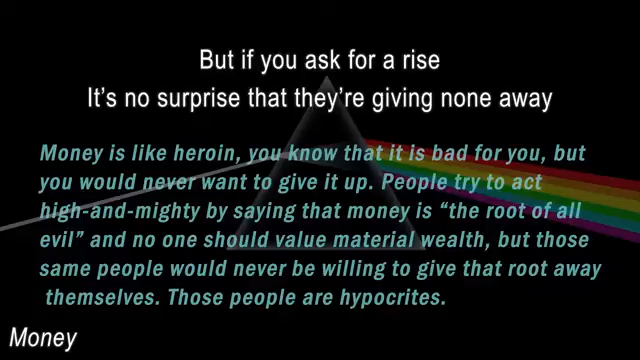 But if you ask for a rise
It's no surprise that they're giving none away
Money is like heroin, you know that it is bad for you, but
you would never want to give it up. People try to act
high-and-mighty by saying that money is “the root of all
evil” and no one should value material wealth, but those
same people would never be willing to give that root away
themselves. Those people are hypocrites.
Money